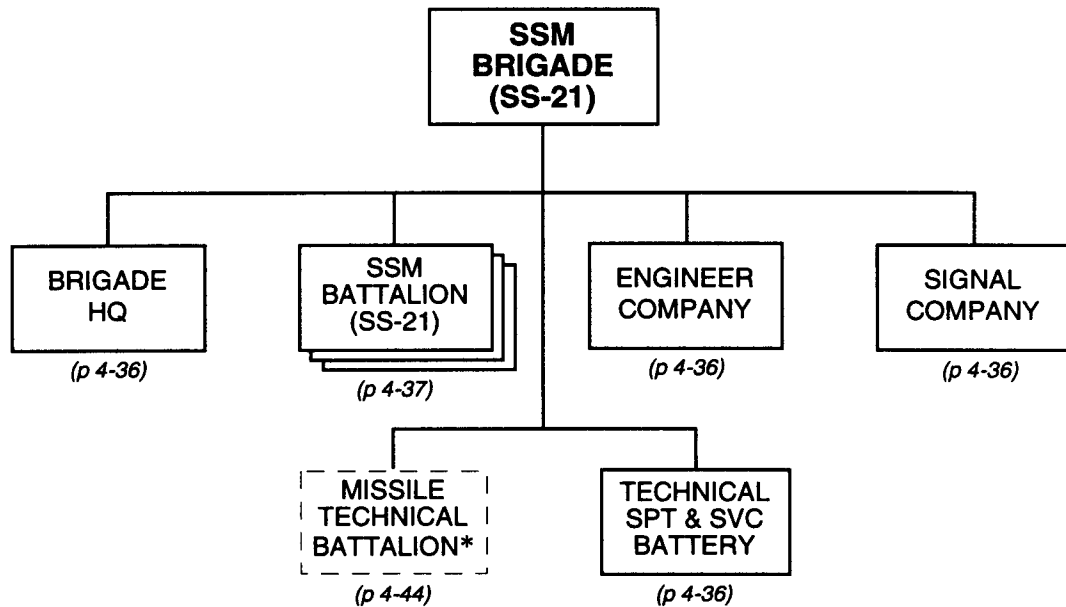 SSM
BRIGADE
(SS-21)
BRIGADE
HQ
(p 4-36)
SSM
BATTALION
(SS-21)
(p 4-37)
ENGINEER
COMPANY
(p 4-36)
SIGNAL
COMPANY
(p 4-36)
MISSILE
TECHNICAL
BATTALION*
(p 4-44)
TECHNICAL
SPT & SVC
BATTERY
(p 4-36)